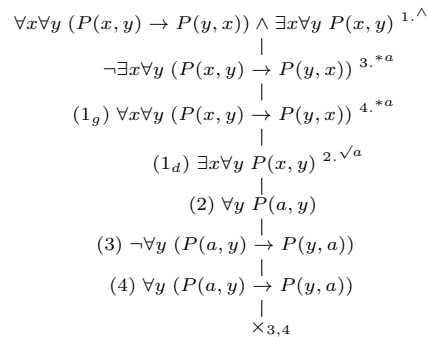 ∀x∀y (P(x, y) → P(y, x)) ∧ ∃x∀y P(x, y) 1.∧
¬∃x∀y (P(x, y) → P(y, x)) 3.*a
(1g) ∀x∀y (P(x, y) → P(y, x)) 4.*a
(1d) ∃x∀y P(x, y) 2.√a
(2) ∀y P(a, y)
(3) ¬∀y (P(a, y) → P(y, a))
(4) ∀y (P(a, y) → P(y, a))
×3,4